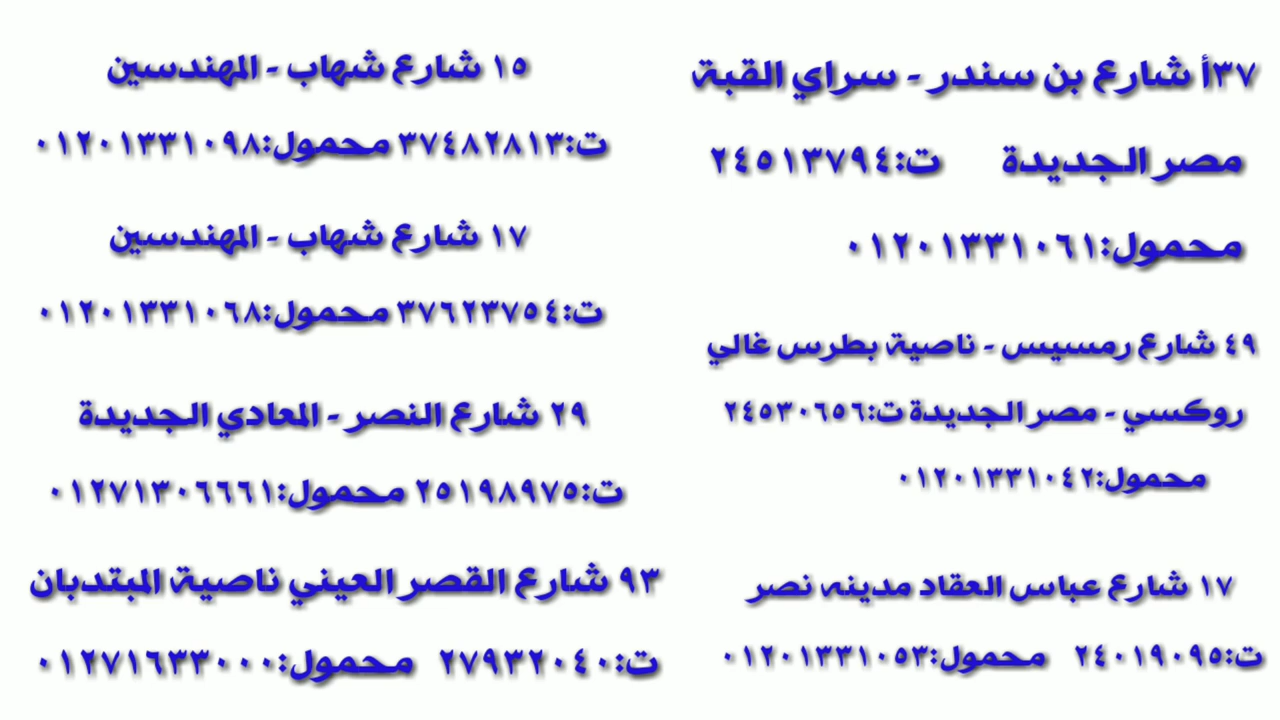 ٣٧أ شارع بن سندر - سراي القبة
مصر الجديدة ت:٢٤٥١٣٧٩٤
محمول:٠١٢٠١٣٣١٠٦١
٤٩ شارع رمسيس - ناصية بطرس غالي
روكسي - مصر الجديدة ت:٢٤٥٣٠٦٥٦
محمول:٠١٢٠١٣٣١٠٤٢
١٧ شارع عباس العقاد مدينه نصر
ت:٢٤٠١٩٠٩٥ محمول:٠١٢٠١٣٣١٠٥٣
١٥ شارع شهاب - المهندسين
ت:٣٧٤٨٢٨١٣ محمول:٠١٢٠١٣٣١٠٩٨
١٧ شارع شهاب - المهندسين
ت:٣٧٦٢٣٧٥٤ محمول:٠١٢٠١٣٣١٠٦٨
٢٩ شارع النصر - المعادي الجديدة
ت:٢٥١٩٨٩٧٥ محمول:٠١٢٧١٣٠٦٦٦١
٩٣ شارع القصر العيني ناصية المبتديان
ت:٢٧٩٣٢٠٤٠ محمول:٠١٢٧١٦٣٣٠٠٠